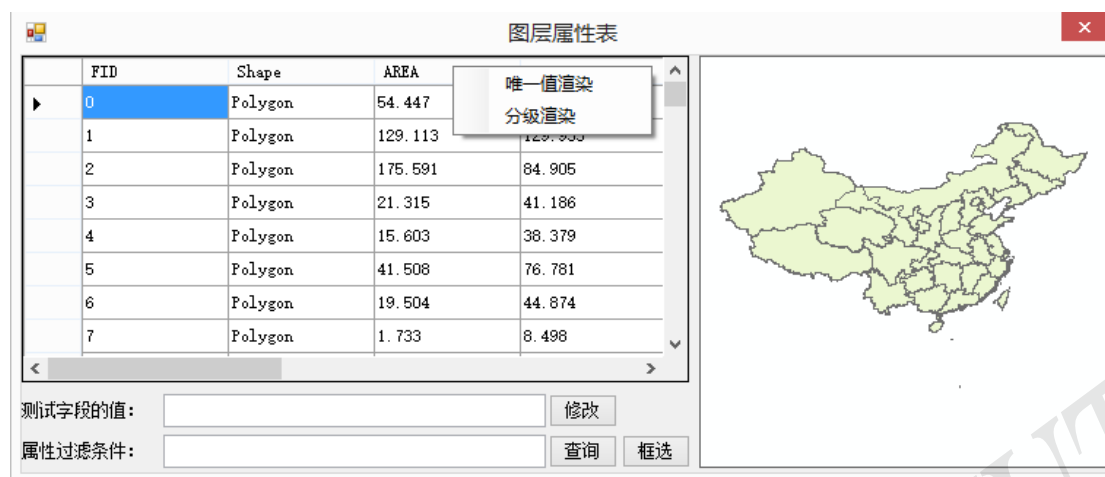 图层属性表
FID Shape AREA
唯一值渲染
分级渲染
0 Polygon 54.447
1 Polygon 129.113 129.933
2 Polygon 175.591 84.905
3 Polygon 21.315 41.186
4 Polygon 15.603 38.379
5 Polygon 41.508 76.781
6 Polygon 19.504 44.874
7 Polygon 1.733 8.498
测试字段的值： 修改
属性过滤条件： 查询 框选